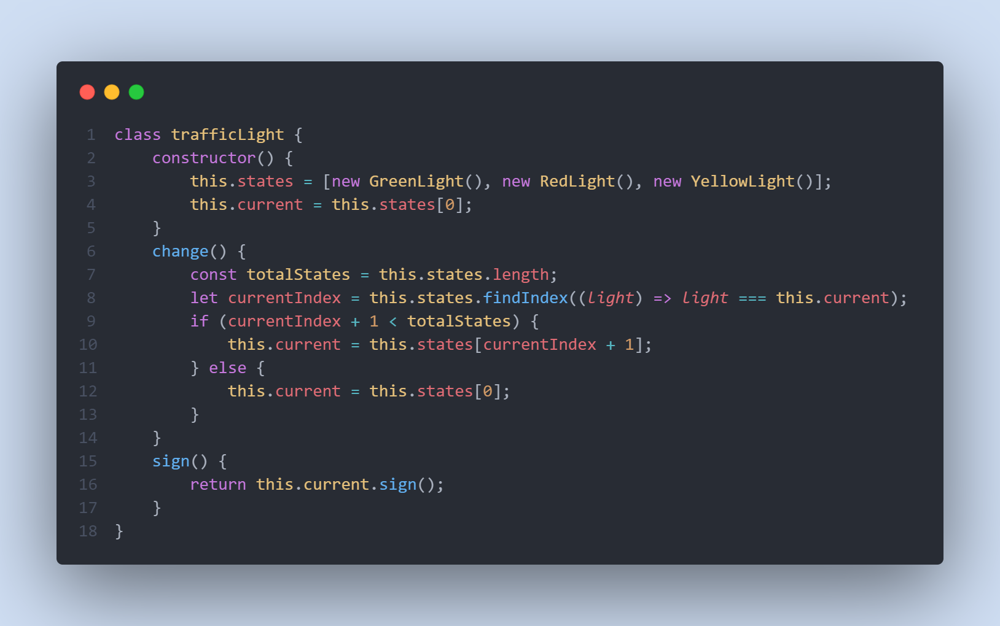 1 class trafficLight {
2     constructor() {
3         this.states = [new GreenLight(), new RedLight(), new YellowLight()];
4         this.current = this.states[0];
5     }
6     change() {
7         const totalStates = this.states.length;
8         let currentIndex = this.states.findIndex((light) => light === this.current);
9         if (currentIndex + 1 < totalStates) {
10             this.current = this.states[currentIndex + 1];
11         } else {
12             this.current = this.states[0];
13         }
14     }
15     sign() {
16         return this.current.sign();
17     }
18 }